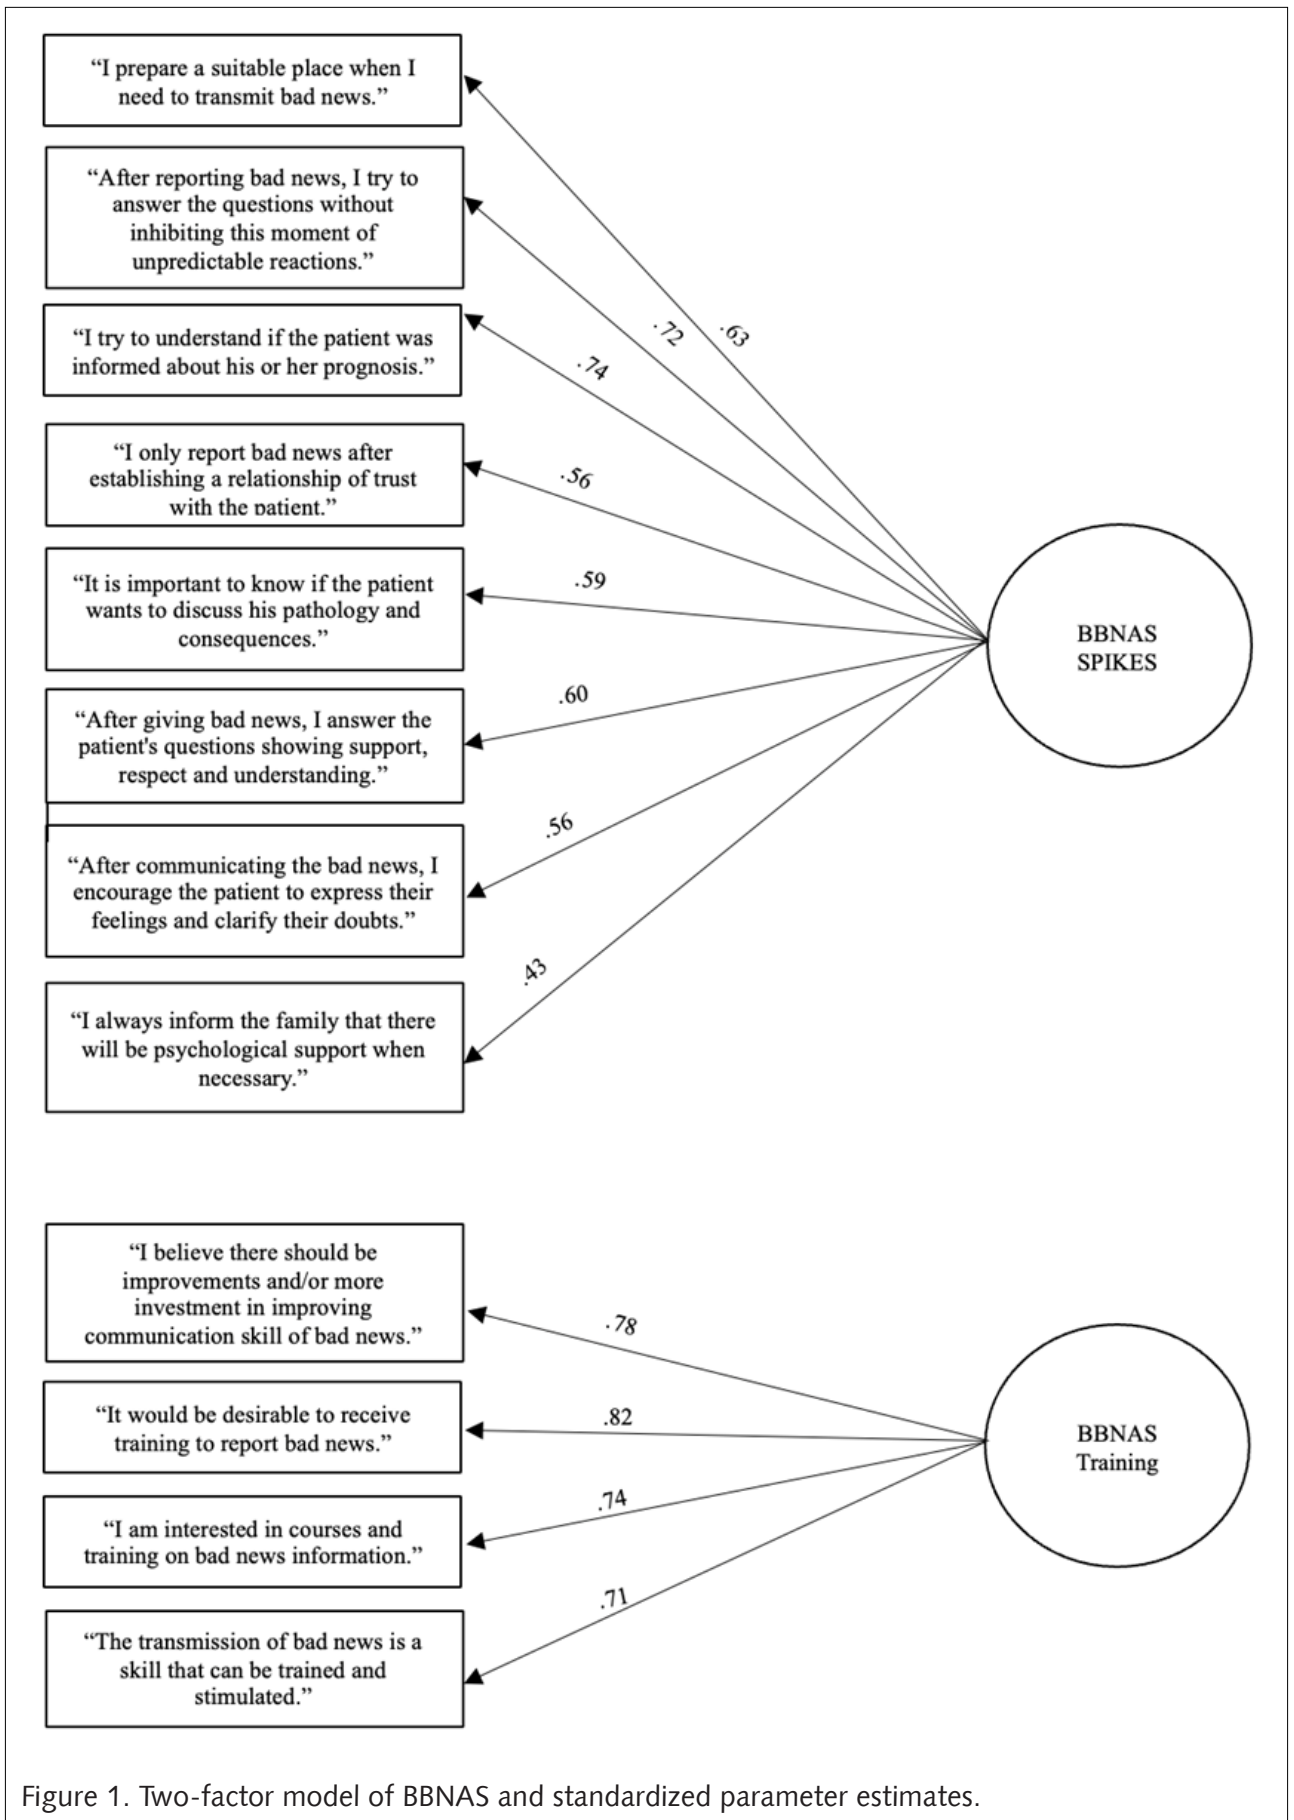 “I prepare a suitable place when I
need to transmit bad news.”
“After reporting bad news, I try to
answer the questions without
inhibiting this moment of
unpredictable reactions.”
“I try to understand if the patient was
informed about his or her prognosis.”
“I only report bad news after
establishing a relationship of trust
with the patient.”
“It is important to know if the patient
wants to discuss his pathology and
consequences.”
“After giving bad news, I answer the
patient's questions showing support,
respect and understanding.”
“After communicating the bad news, I
encourage the patient to express their
feelings and clarify their doubts.”
“I always inform the family that there
will be psychological support when
necessary.”
.63
.72
.74
.56
.59
.60
.56
.43
BBNAS
SPIKES
“I believe there should be
improvements and/or more
investment in improving
communication skill of bad news.”
“It would be desirable to receive
training to report bad news.”
“I am interested in courses and
training on bad news information.”
“The transmission of bad news is a
skill that can be trained and
stimulated.”
.78
.82
.74
.71
BBNAS
Training
Figure 1. Two-factor model of BBNAS and standardized parameter estimates.